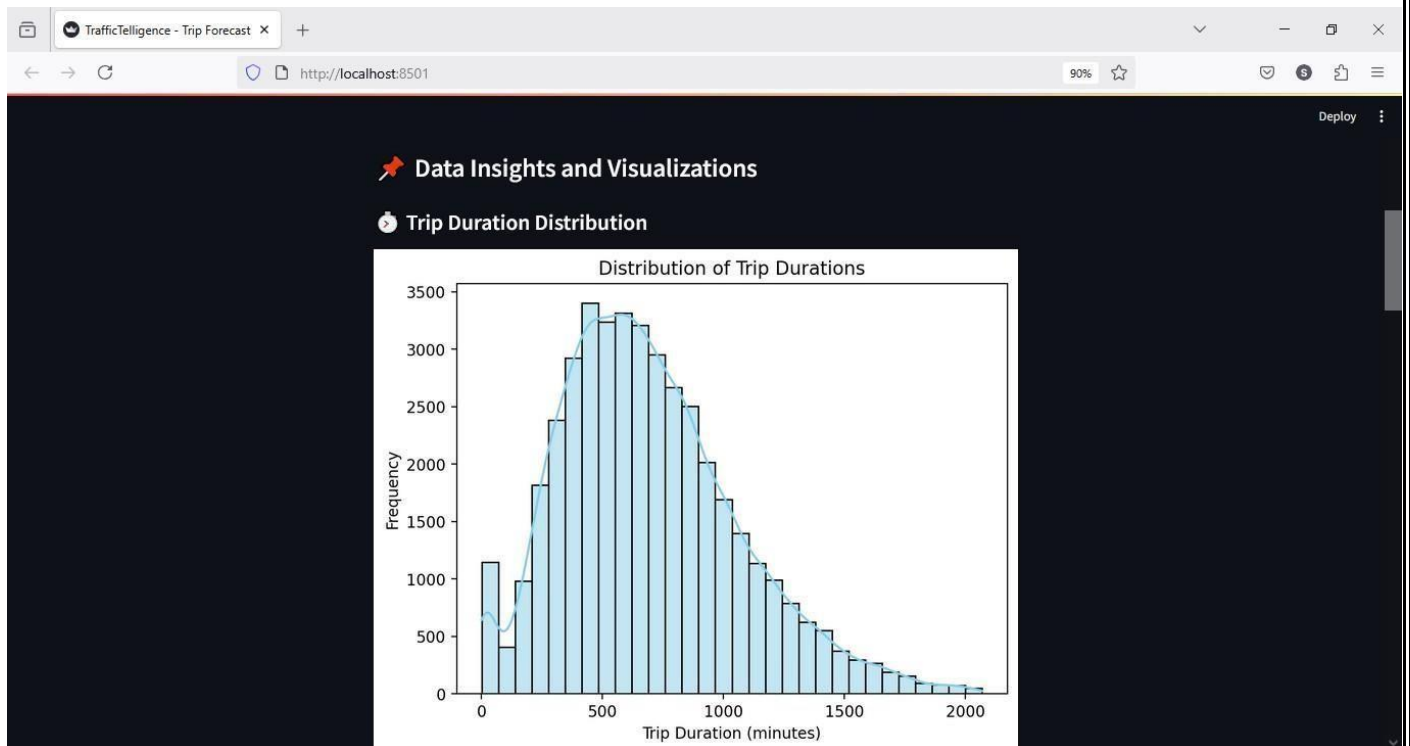 TrafficTelligence - Trip Forecast
http://localhost:8501
90%
S
Deploy
Data Insights and Visualizations
Trip Duration Distribution
Distribution of Trip Durations
3500
3000
2500
2000
1500
1000
500
0
Frequency
0 500 1000 1500 2000
Trip Duration (minutes)